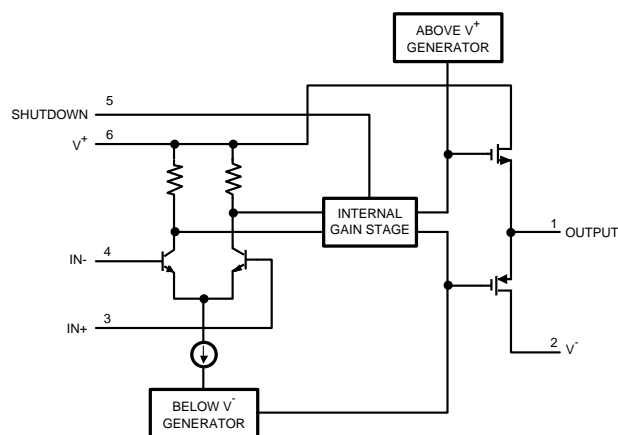 ABOVE V+
GENERATOR
SHUTDOWN 5
V+ 6
INTERNAL
GAIN STAGE
1 OUTPUT
IN- 4
IN+ 3
2 V-
BELOW V-
GENERATOR